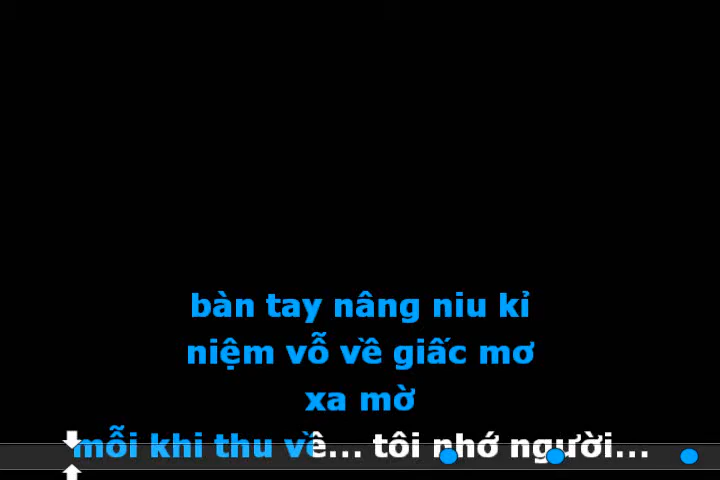 bàn tay nâng niu kỉ
niệm vỗ về giấc mơ
xa mờ
mỗi khi thu về... tôi nhớ người...